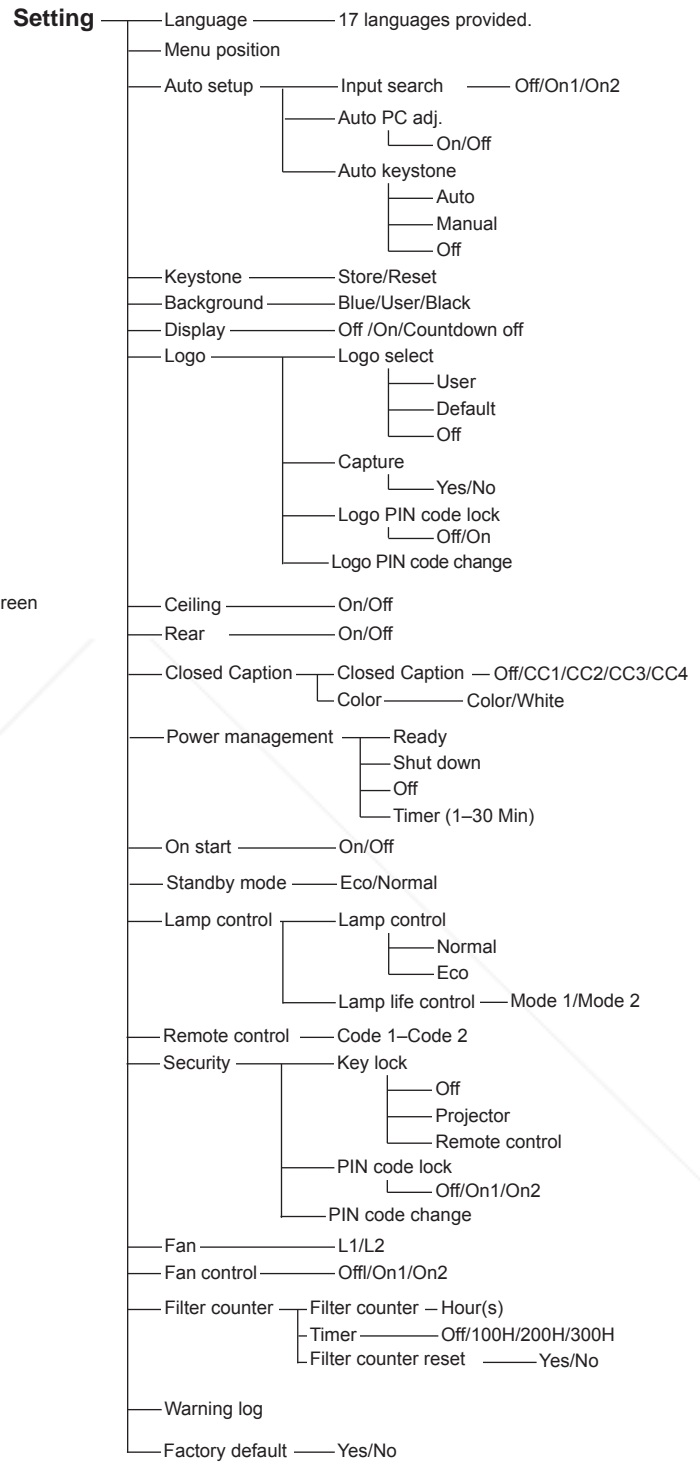 Setting Language 17 languages provided.
Menu position
Auto setup Input search Off/On1/On2
Auto PC adj.
On/Off
Auto keystone
Auto
Manual
Off
Keystone Store/Reset
Background Blue/User/Black
Display Off /On/Countdown off
Logo Logo select
User
Default
Off
Capture
Yes/No
Logo PIN code lock
Off/On
Logo PIN code change
reen
Ceiling On/Off
Rear On/Off
Closed Caption Closed Caption Off/CC1/CC2/CC3/CC4
Color Color/White
Power management Ready
Shut down
Off
Timer (1–30 Min)
On start On/Off
Standby mode Eco/Normal
Lamp control Lamp control
Normal
Eco
Lamp life control Mode 1/Mode 2
Remote control Code 1–Code 2
Security Key lock
Off
Projector
Remote control
PIN code lock
Off/On1/On2
PIN code change
Fan L1/L2
Fan control Offl/On1/On2
Filter counter Filter counter Hour(s)
Timer Off/100H/200H/300H
Filter counter reset Yes/No
Warning log
Factory default Yes/No